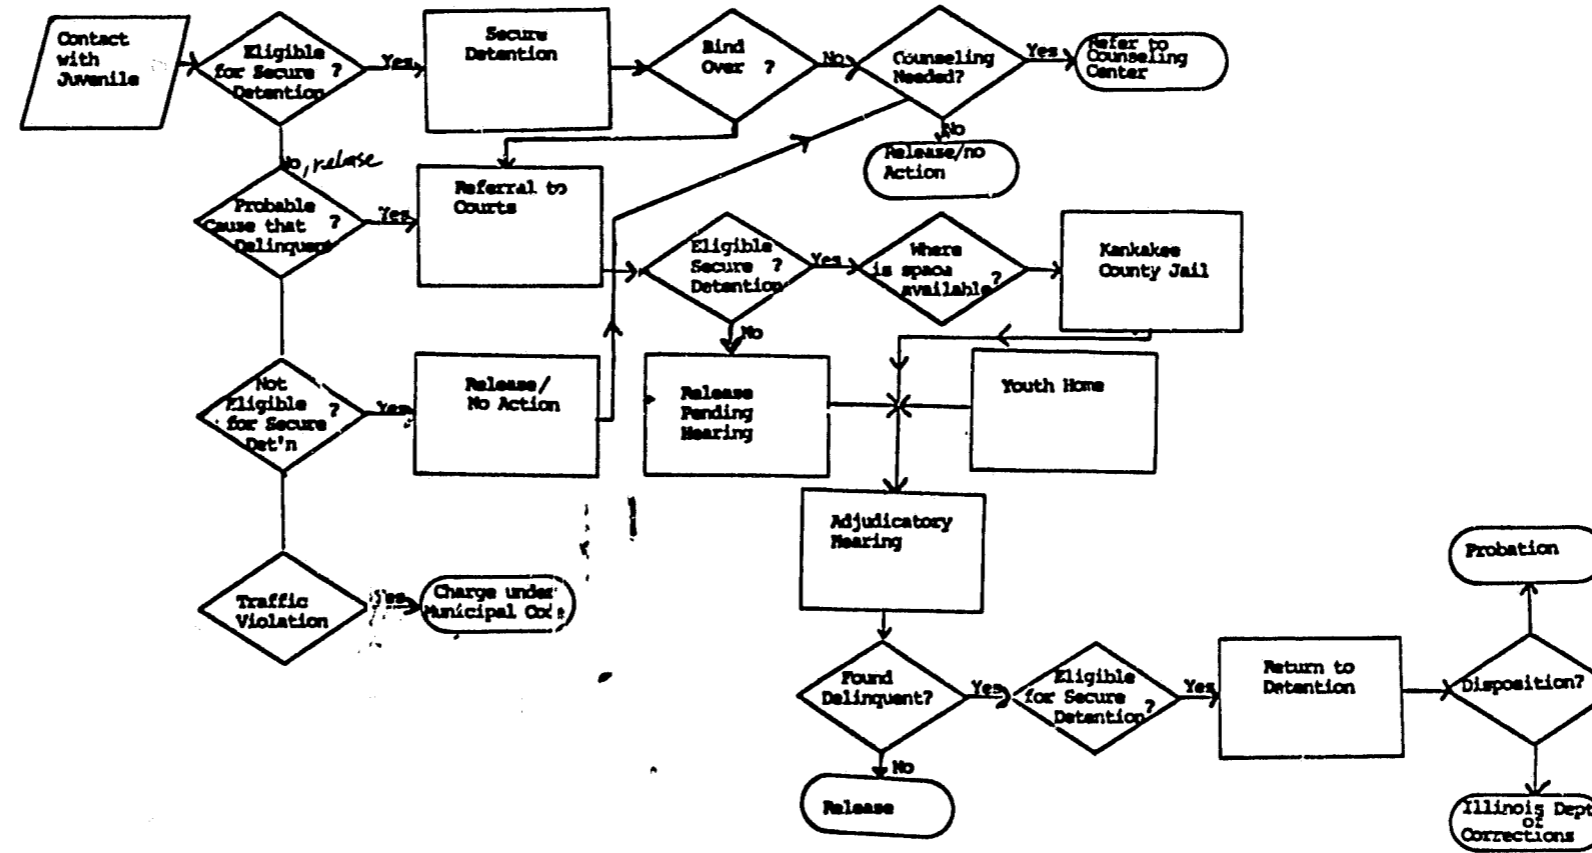 Contact
with
Juvenile
Eligible
for Secure ?
Detention
Yes
Secure
Detention
Bind
Over ?
No
Counseling
Needed?
Yes
Refer to
Counseling
Center
No
Release/no
Action
No, release
Probable
Cause that ?
Delinquent
Yes
Referral to
Courts
Eligible
Secure ?
Detention
Yes
Where
is space
available?
Kankakee
County Jail
No
Not
Eligible ?
for Secure
Det'n
Yes
Release/
No Action
Release
Pending
Hearing
Youth Home
Adjudicatory
Hearing
Traffic
Violation
Yes
Charge under
Municipal Code
Found
Delinquent?
Yes
Eligible
for Secure
Detention?
Yes
Return to
Detention
Disposition?
Probation
No
Release
Illinois Dept
of
Corrections